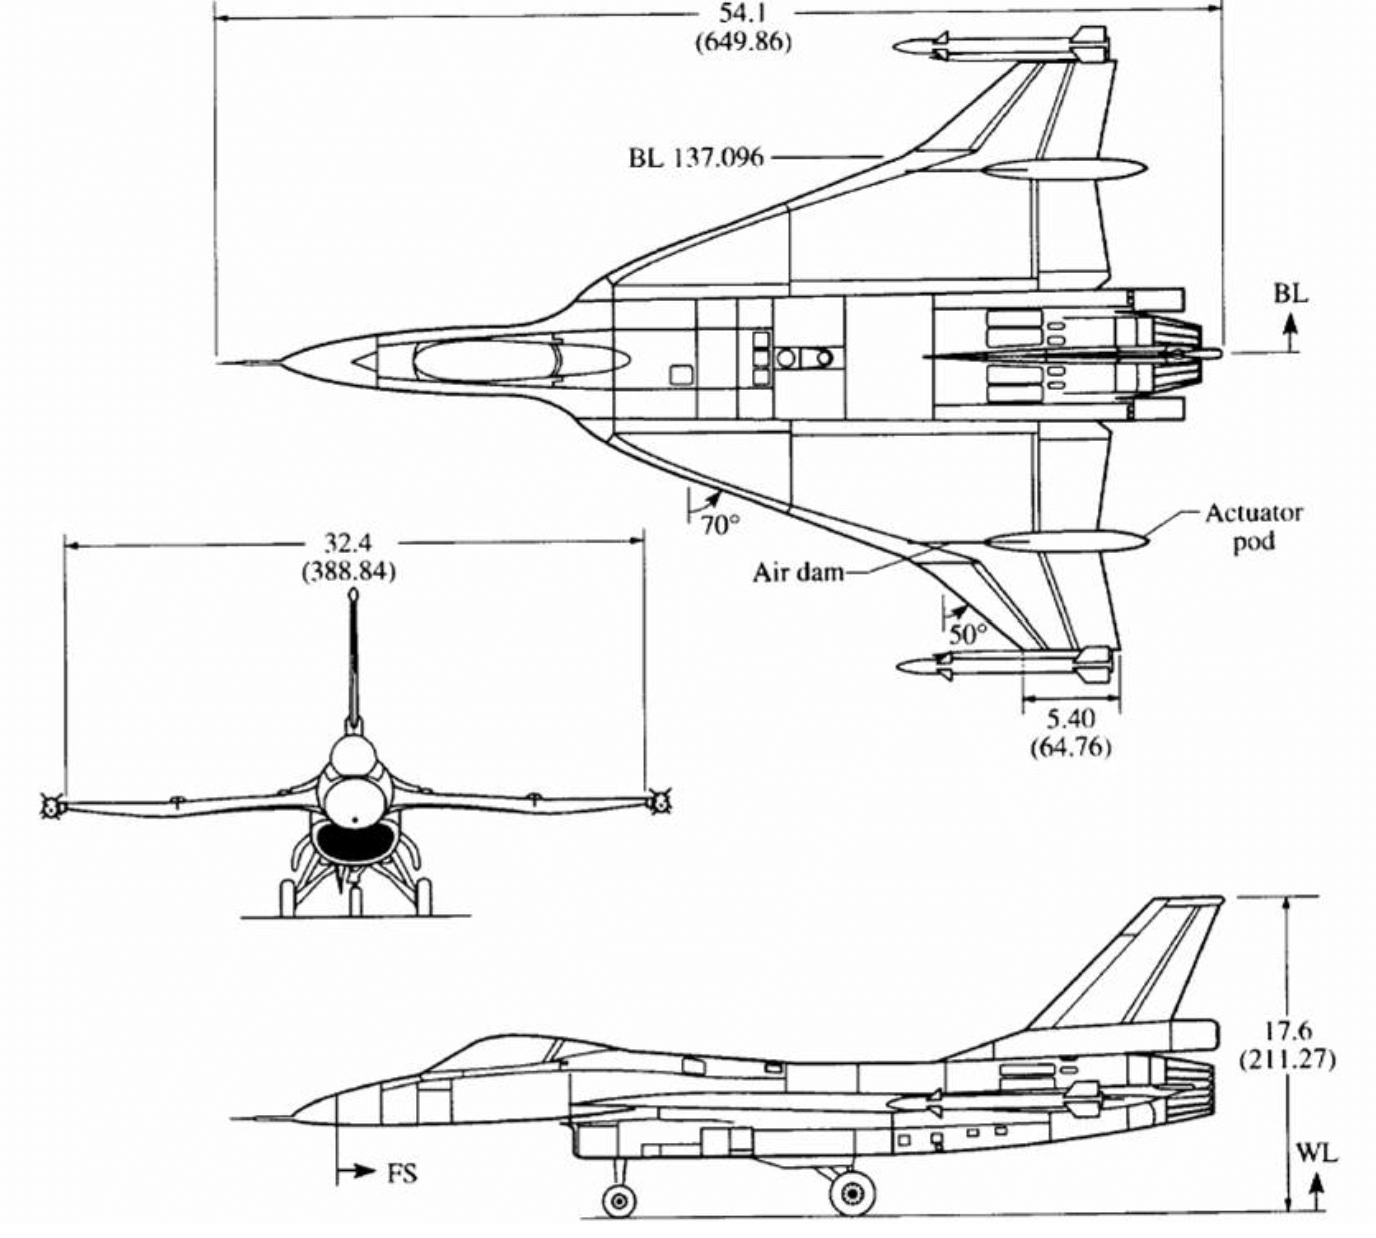 54.1
(649.86)
BL 137.096
BL
70°
Actuator
pod
Air dam
50°
32.4
(388.84)
5.40
(64.76)
17.6
(211.27)
FS
WL